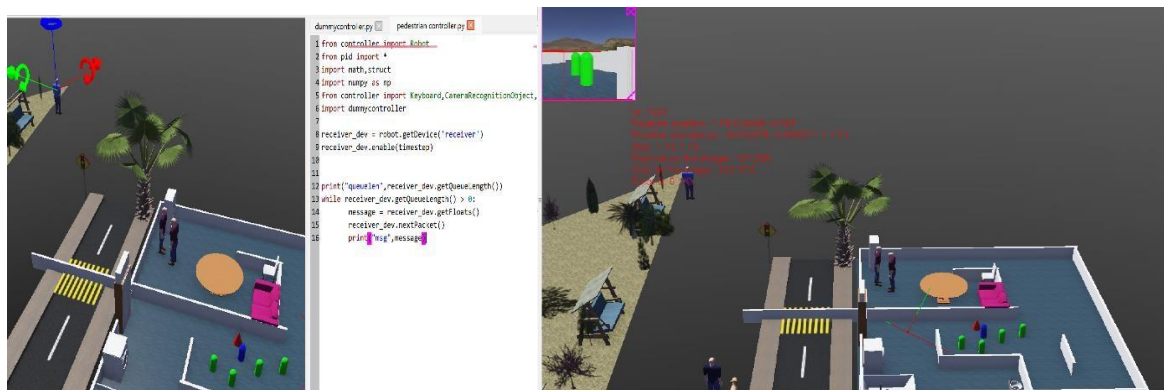 dummycontroller.py
pedestrian controller.py
1 from controller import Robot
2 from pid import *
3 import math,struct
4 import numpy as np
5 from controller import Keyboard,CameraRecognitionObject,
6 import dummycontroller
7
8 receiver_dev = robot.getDevice('receiver')
9 receiver_dev.enable(timestep)
10
11
12 print("queuelen",receiver_dev.getQueueLength())
13 while receiver_dev.getQueueLength() > 0:
14 message = receiver_dev.getFloats()
15 receiver_dev.nextPacket()
16 print("msg",message)